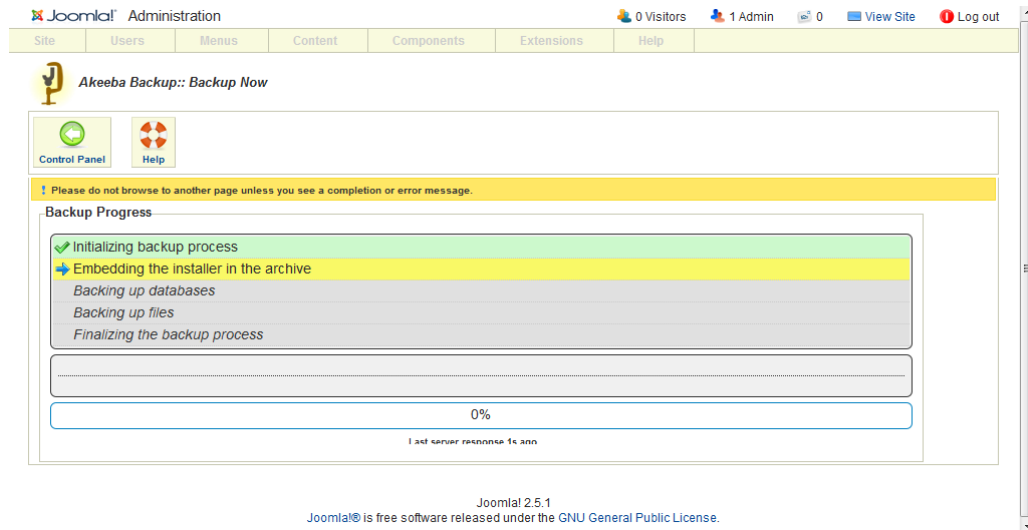 Joomla! Administration 0 Visitors 1 Admin 0 View Site Log out
Site Users Menus Content Components Extensions Help
Akeeba Backup:: Backup Now
Control Panel Help
! Please do not browse to another page unless you see a completion or error message.
Backup Progress
Initializing backup process
Embedding the installer in the archive
Backing up databases
Backing up files
Finalizing the backup process
0%
Last server response 1s ago
Joomla! 2.5.1
Joomla!® is free software released under the GNU General Public License.